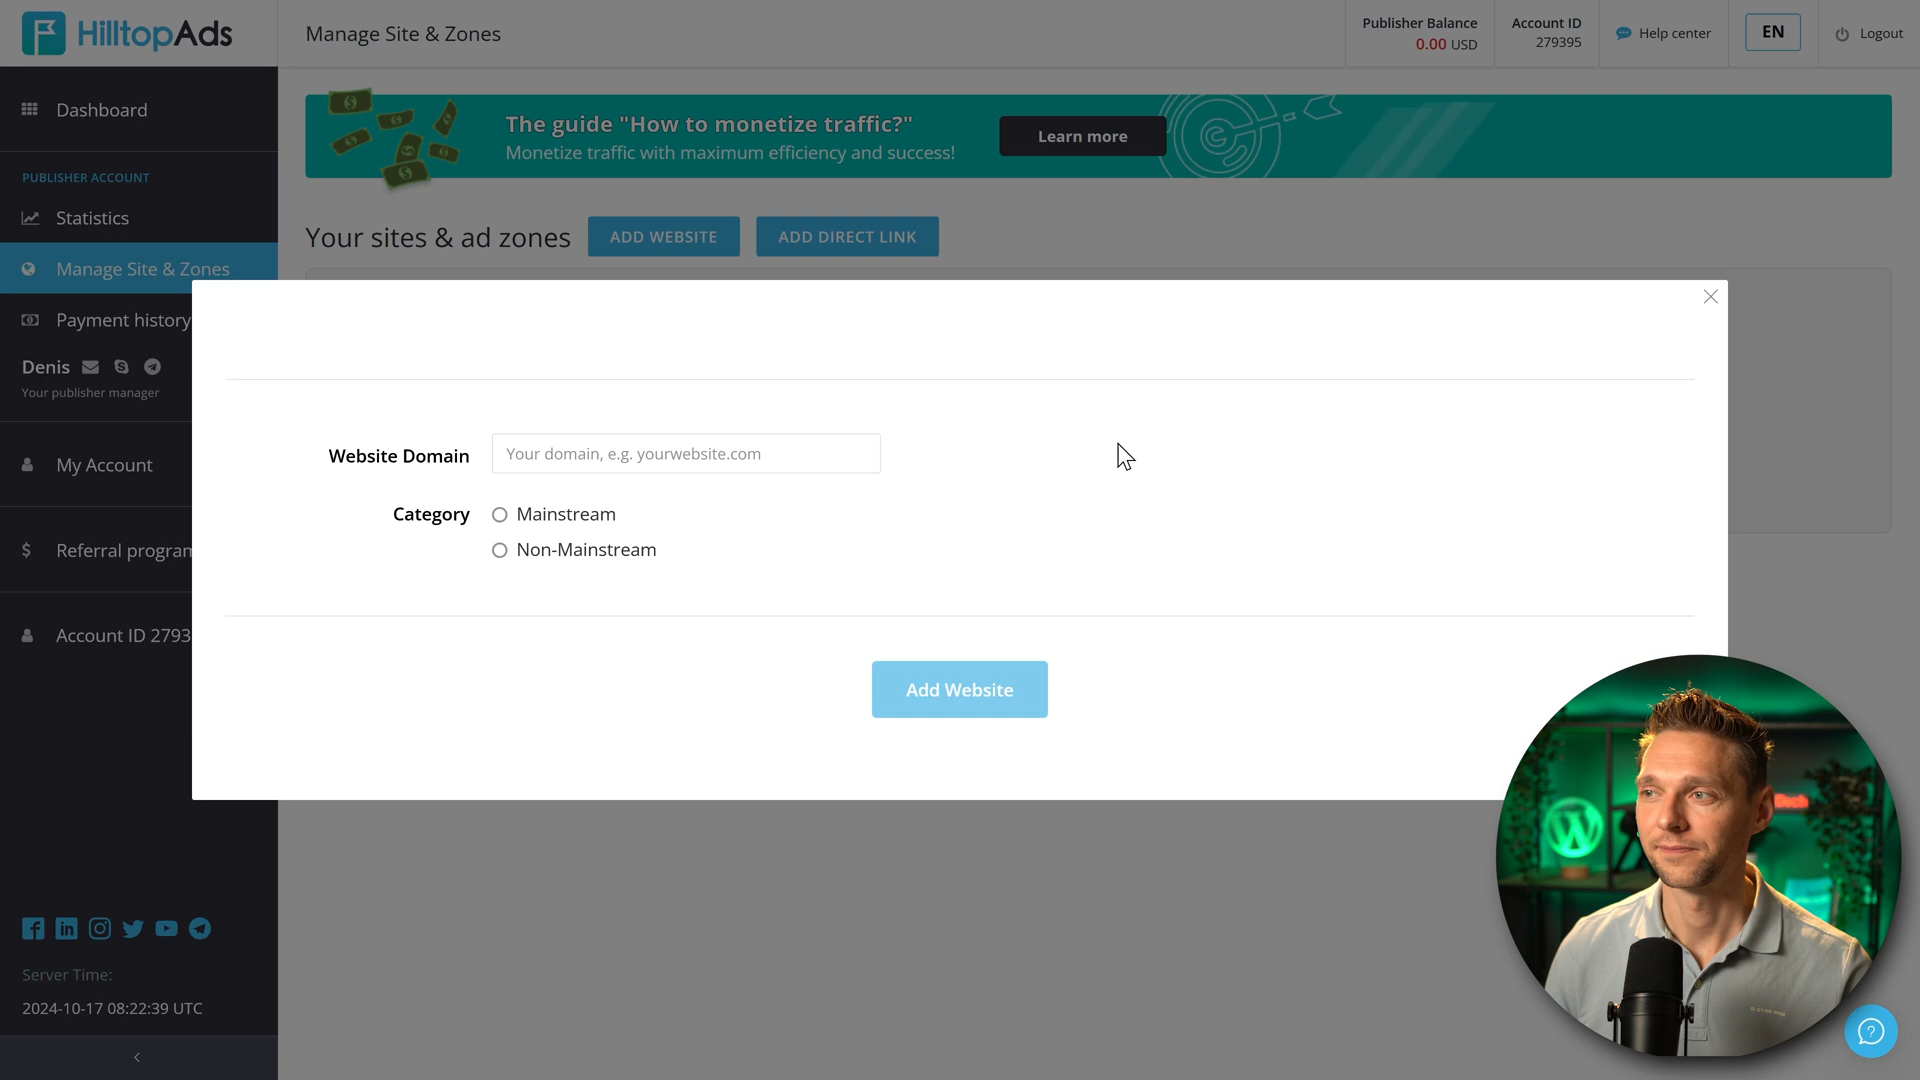 HilltopAds
Manage Site & Zones
Publisher Balance
0.00 USD
Account ID
279395
Help center
EN
Logout
Dashboard
PUBLISHER ACCOUNT
Statistics
Manage Site & Zones
Payment history
Denis
Your publisher manager
My Account
Referral program
Account ID 2793
The guide "How to monetize traffic?"
Monetize traffic with maximum efficiency and success!
Learn more
Your sites & ad zones
ADD WEBSITE
ADD DIRECT LINK
Website Domain
Your domain, e.g. yourwebsite.com
Category
Mainstream
Non-Mainstream
Add Website
Server Time:
2024-10-17 08:22:39 UTC